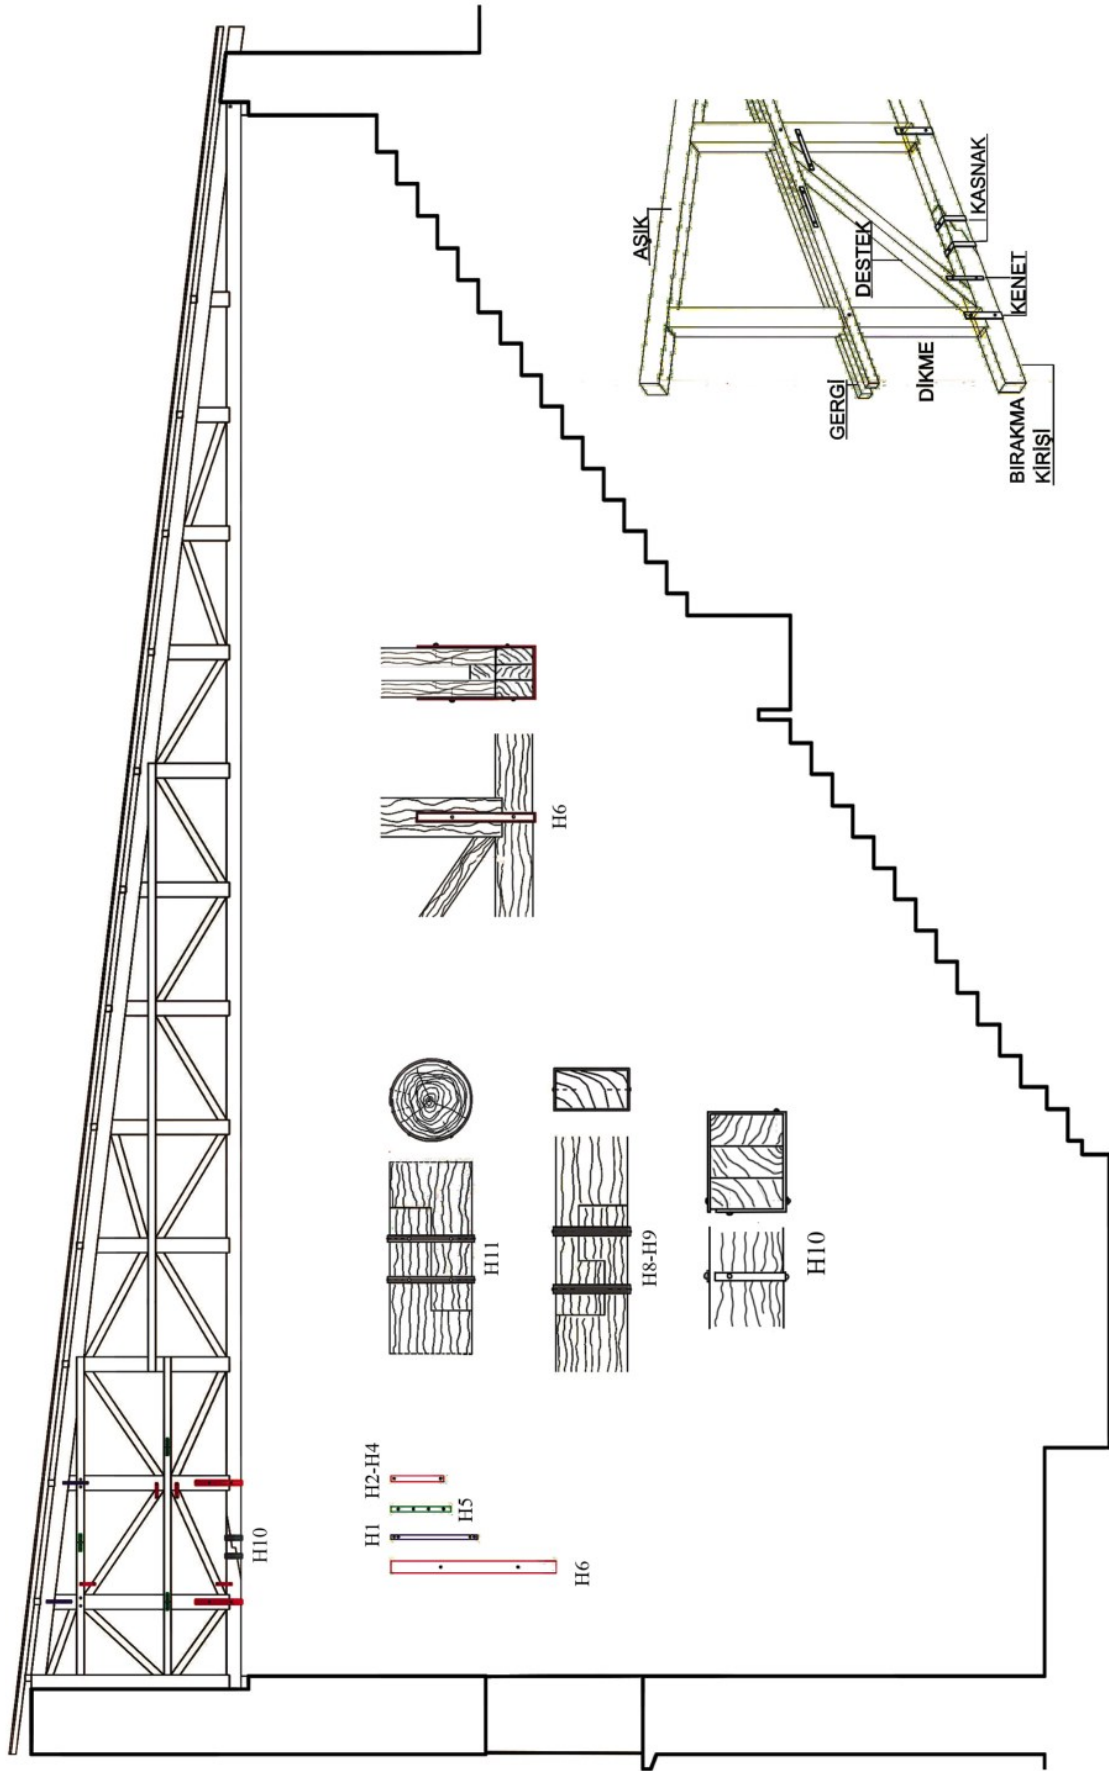 H10
H1
H2-H4
H5
H6
H11
H8-H9
H10
H6
AŞIK
GERGİ
DESTEK
DİKME
BIRAKMA
KİRİŞİ
KENET
KASNAK